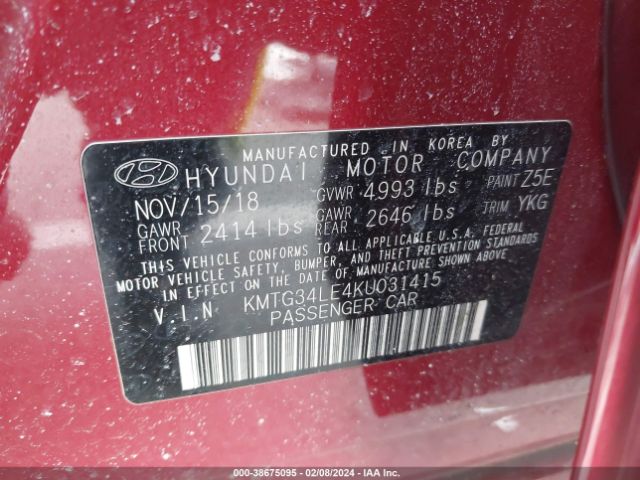 MANUFACTURED IN KOREA BY
HYUNDAI MOTOR COMPANY
NOV/15/18 GVWR 4993 lbs PAINT Z5E
GAWR FRONT 2414 lbs GAWR REAR 2646 lbs TRIM YKG
THIS VEHICLE CONFORMS TO ALL APPLICABLE U.S. FEDERAL
MOTOR VEHICLE SAFETY, BUMPER, AND THEFT PREVENTION STANDARDS
IN EFFECT ON THE DATE OF MANUFACTURE SHOWN ABOVE
V.I.N KMTG34LE4KU031415
PASSENGER CAR
000-38675095 - 02/08/2024 - IAA Inc.